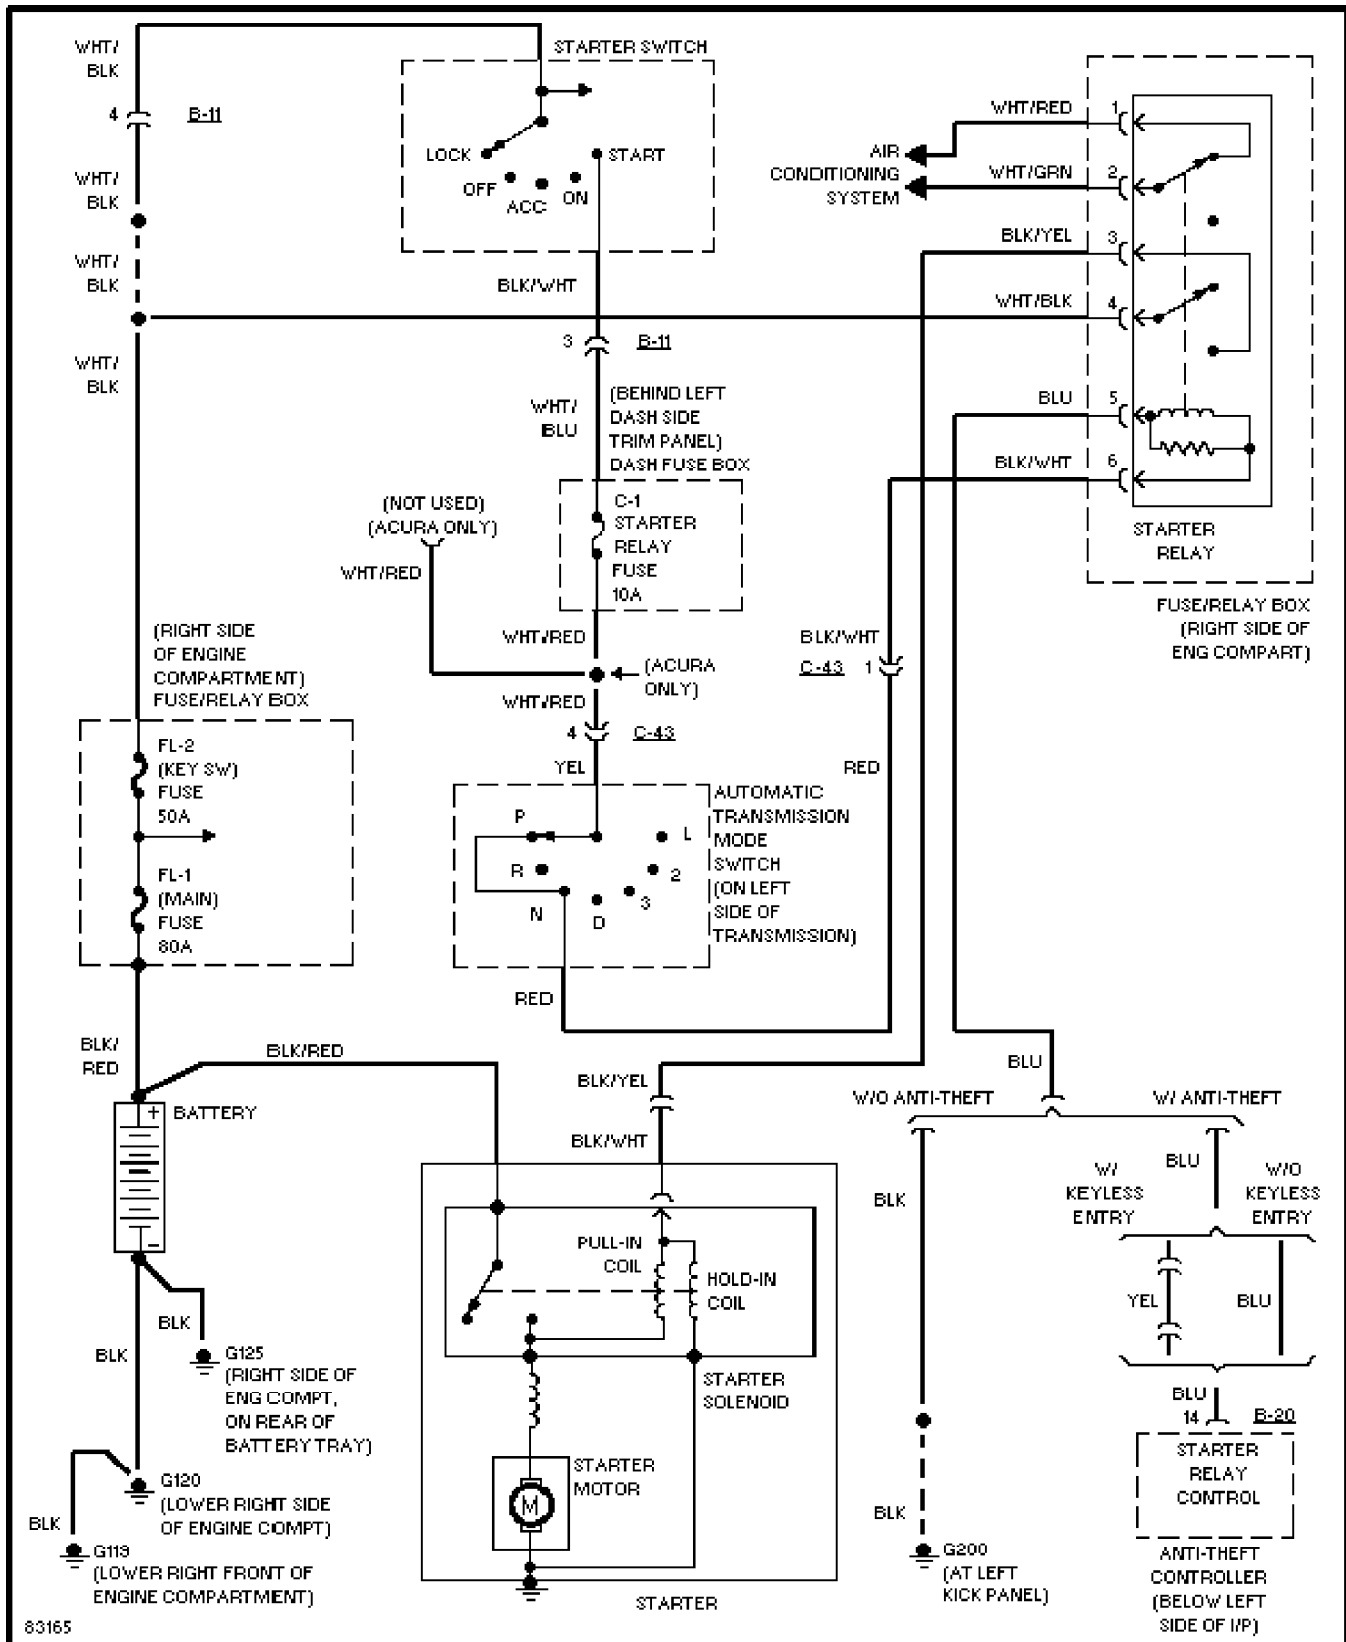 WHT/
BLK
4
B-11
WHT/
BLK
WHT/
BLK
WHT/
BLK
STARTER SWITCH
LOCK
START
OFF
ACC
ON
BLK/WHT
3
B-11
WHT/
BLU
(BEHIND LEFT
DASH SIDE
TRIM PANEL)
DASH FUSE BOX
C-1
STARTER
RELAY
FUSE
10A
(NOT USED)
(ACURA ONLY)
WHT/RED
WHT/RED
(ACURA
ONLY)
WHT/RED
4
C-43
YEL
AIR
CONDITIONING
SYSTEM
WHT/RED
1
WHT/GRN
2
BLK/YEL
3
WHT/BLK
4
BLU
5
BLK/WHT
6
STARTER
RELAY
FUSE/RELAY BOX
(RIGHT SIDE OF
ENG COMPART)
BLK/WHT
C-43
1
RED
(RIGHT SIDE
OF ENGINE
COMPARTMENT)
FUSE/RELAY BOX
FL-2
(KEY SW)
FUSE
50A
FL-1
(MAIN)
FUSE
80A
P
R
N
D
3
2
L
AUTOMATIC
TRANSMISSION
MODE
SWITCH
(ON LEFT
SIDE OF
TRANSMISSION)
RED
BLK/
RED
BLK/RED
BATTERY
+
-
BLK/YEL
BLK/WHT
BLU
W/O ANTI-THEFT
W/ ANTI-THEFT
BLK
BLU
W/
KEYLESS
ENTRY
W/O
KEYLESS
ENTRY
YEL
BLU
BLU
14
B-20
STARTER
RELAY
CONTROL
ANTI-THEFT
CONTROLLER
(BELOW LEFT
SIDE OF I/P)
PULL-IN
COIL
HOLD-IN
COIL
STARTER
SOLENOID
STARTER
MOTOR
M
STARTER
BLK
G125
(RIGHT SIDE OF
ENG COMPT,
ON REAR OF
BATTERY TRAY)
BLK
G120
(LOWER RIGHT SIDE
OF ENGINE COMPT)
BLK
G119
(LOWER RIGHT FRONT OF
ENGINE COMPARTMENT)
BLK
G200
(AT LEFT
KICK PANEL)
83165